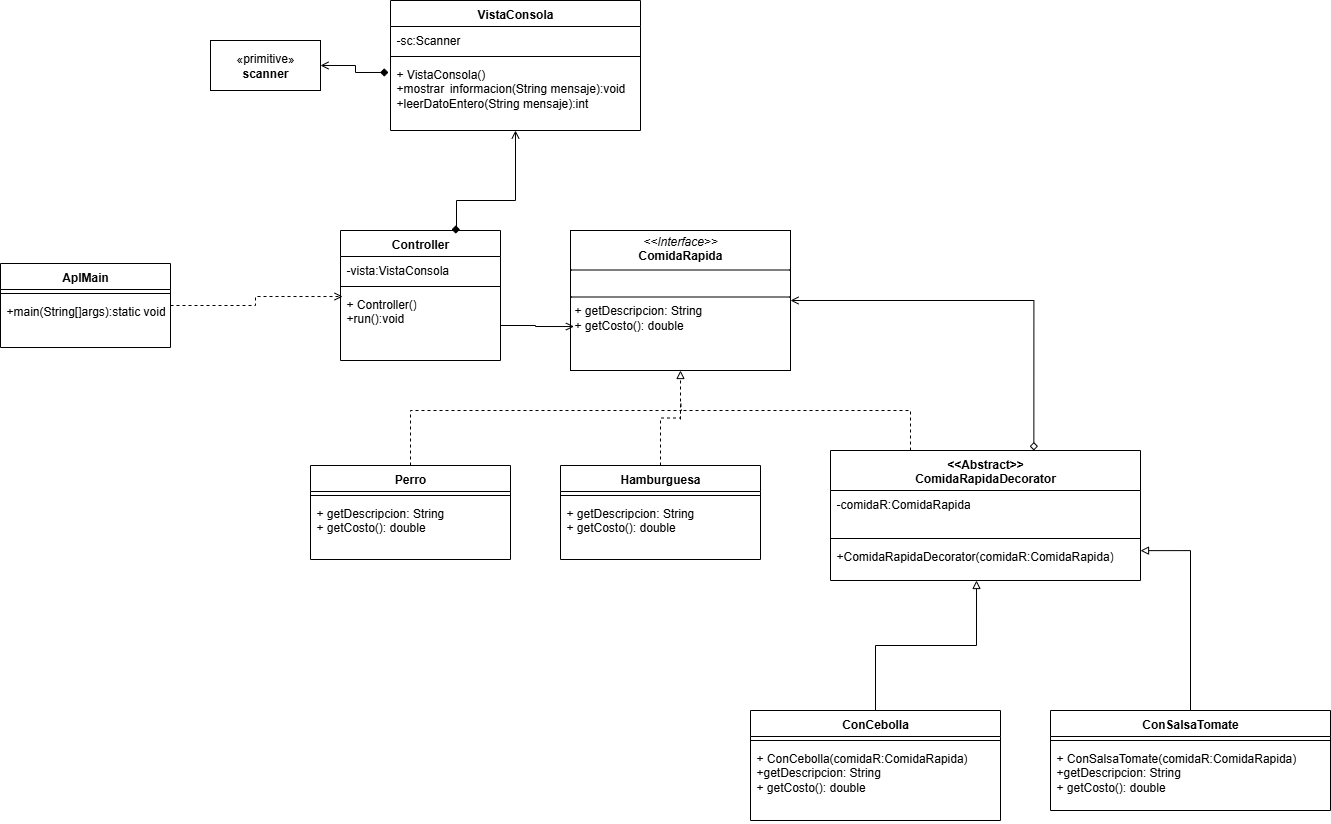 VistaConsola
-sc:Scanner
+ VistaConsola()
+mostrar informacion(String mensaje):void
+leerDatoEntero(String mensaje):int
«primitive»
scanner
Controller
-vista:VistaConsola
+ Controller()
+run():void
<<Interface>>
ComidaRapida
+ getDescripcion: String
+ getCosto(): double
AplMain
+main(String[]args):static void
Perro
+ getDescripcion: String
+ getCosto(): double
Hamburguesa
+ getDescripcion: String
+ getCosto(): double
<<Abstract>>
ComidaRapidaDecorator
-comidaR:ComidaRapida
+ComidaRapidaDecorator(comidaR:ComidaRapida)
ConCebolla
+ ConCebolla(comidaR:ComidaRapida)
+getDescripcion: String
+ getCosto(): double
ConSalsaTomate
+ ConSalsaTomate(comidaR:ComidaRapida)
+getDescripcion: String
+ getCosto(): double